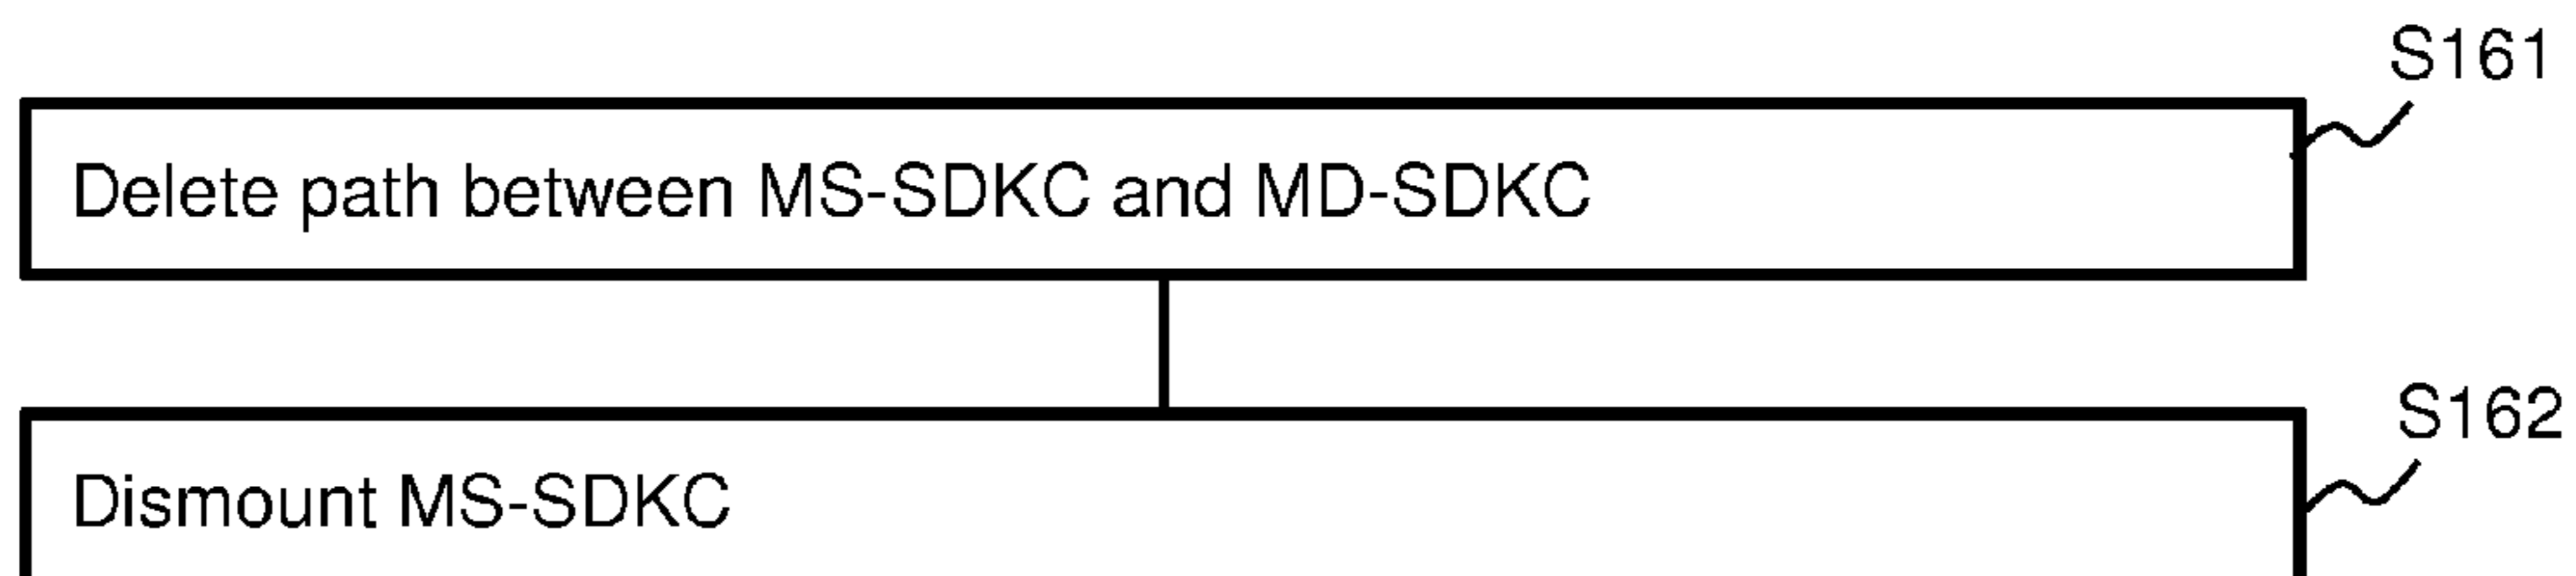 S161
Delete path between MS-SDKC and MD-SDKC
S162
Dismount MS-SDKC